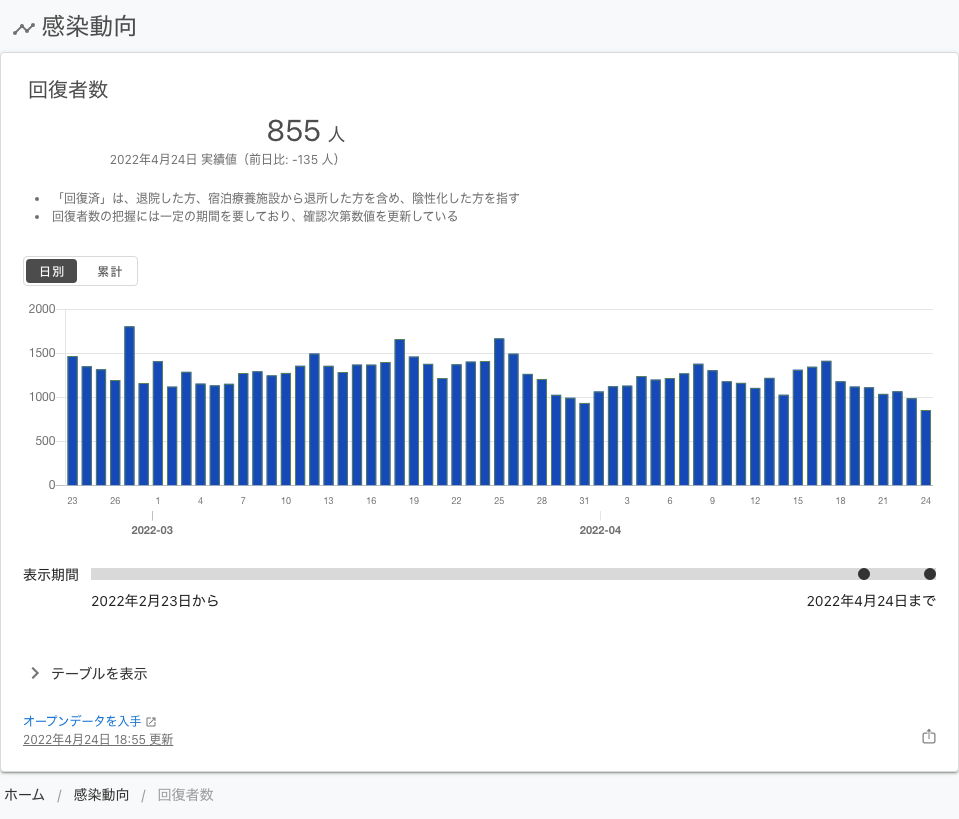 感染動向
回復者数
855 人
2022年4月24日 実績値（前日比: -135 人）
• 「回復済」は、退院した方、宿泊療養施設から退所した方を含め、陰性化した方を指す
• 回復者数の把握には一定の期間を要しており、確認次第数値を更新している
日別 累計
2000
1500
1000
500
0
23 26 1 4 7 10 13 16 19 22 25 28 31 3 6 9 12 15 18 21 24
2022-03 2022-04
表示期間
2022年2月23日から 2022年4月24日まで
テーブルを表示
オープンデータを入手
2022年4月24日 18:55 更新
ホーム / 感染動向 / 回復者数